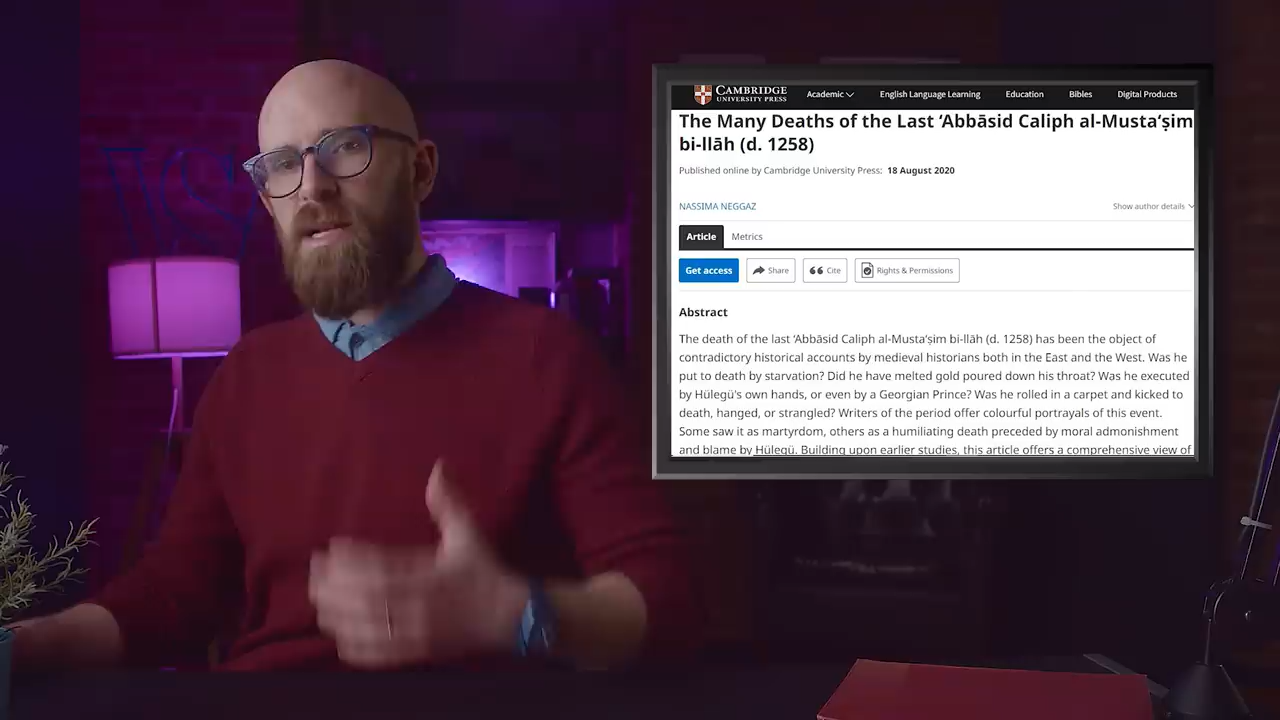 VS
CAMBRIDGE
UNIVERSITY PRESS
Academic English Language Learning Education Bibles Digital Products
The Many Deaths of the Last ʿAbbāsid Caliph al-Mustaʿṣim
bi-llāh (d. 1258)
Published online by Cambridge University Press: 18 August 2020
NASSIMA NEGGAZ
Show author details
Article Metrics
Get access Share Cite Rights & Permissions
Abstract
The death of the last ʿAbbāsid Caliph al-Mustaʿṣim bi-llāh (d. 1258) has been the object of
contradictory historical accounts by medieval historians both in the East and the West. Was he
put to death by starvation? Did he have melted gold poured down his throat? Was he executed
by Hülegü's own hands, or even by a Georgian Prince? Was he rolled in a carpet and kicked to
death, hanged, or strangled? Writers of the period offer colourful portrayals of this event.
Some saw it as martyrdom, others as a humiliating death preceded by moral admonishment
and blame by Hülegü. Building upon earlier studies, this article offers a comprehensive view of